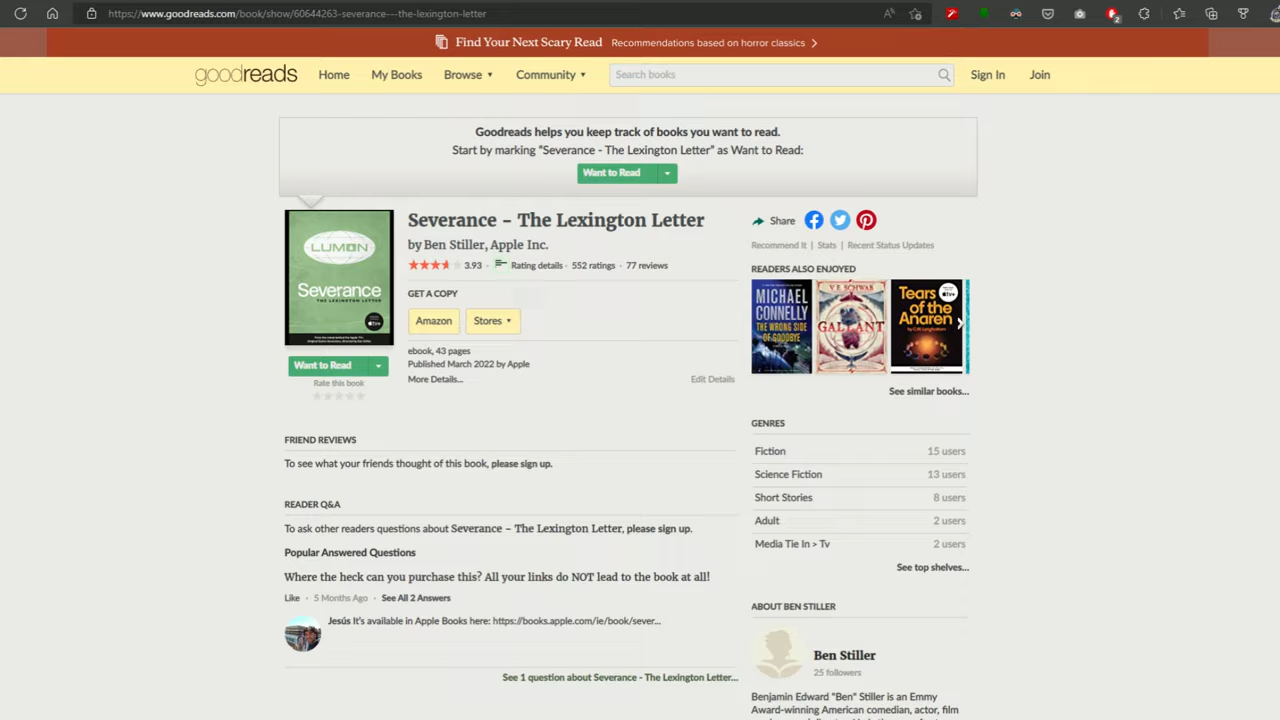 https://www.goodreads.com/book/show/60644263-severance---the-lexington-letter
Find Your Next Scary Read Recommendations based on horror classics
goodreads Home My Books Browse ▼ Community ▼ Search books Sign In Join
Goodreads helps you keep track of books you want to read.
Start by marking “Severance - The Lexington Letter” as Want to Read:
Want to Read
LUMON
Severance
THE LEXINGTON LETTER
Want to Read
Rate this book
Severance – The Lexington Letter
by Ben Stiller, Apple Inc.
3.93 · Rating details · 552 ratings · 77 reviews
GET A COPY
Amazon Stores ▼
ebook, 43 pages
Published March 2022 by Apple
More Details... Edit Details
FRIEND REVIEWS
To see what your friends thought of this book, please sign up.
READER Q&A
To ask other readers questions about Severance – The Lexington Letter, please sign up.
Popular Answered Questions
Where the heck can you purchase this? All your links do NOT lead to the book at all!
Like · 5 Months Ago · See All 2 Answers
Jesús It's available in Apple Books here: https://books.apple.com/ie/book/sever...
See 1 question about Severance - The Lexington Letter...
Share
Recommend It | Stats | Recent Status Updates
READERS ALSO ENJOYED
MICHAEL
CONNELLY
THE WRONG SIDE
OF GOODBYE
V. E. SCHWAB
GALLANT
Tears
of the
Anaren
See similar books...
GENRES
Fiction 15 users
Science Fiction 13 users
Short Stories 8 users
Adult 2 users
Media Tie In > Tv 2 users
See top shelves...
ABOUT BEN STILLER
Ben Stiller
25 followers
Benjamin Edward "Ben" Stiller is an Emmy
Award-winning American comedian, actor, film